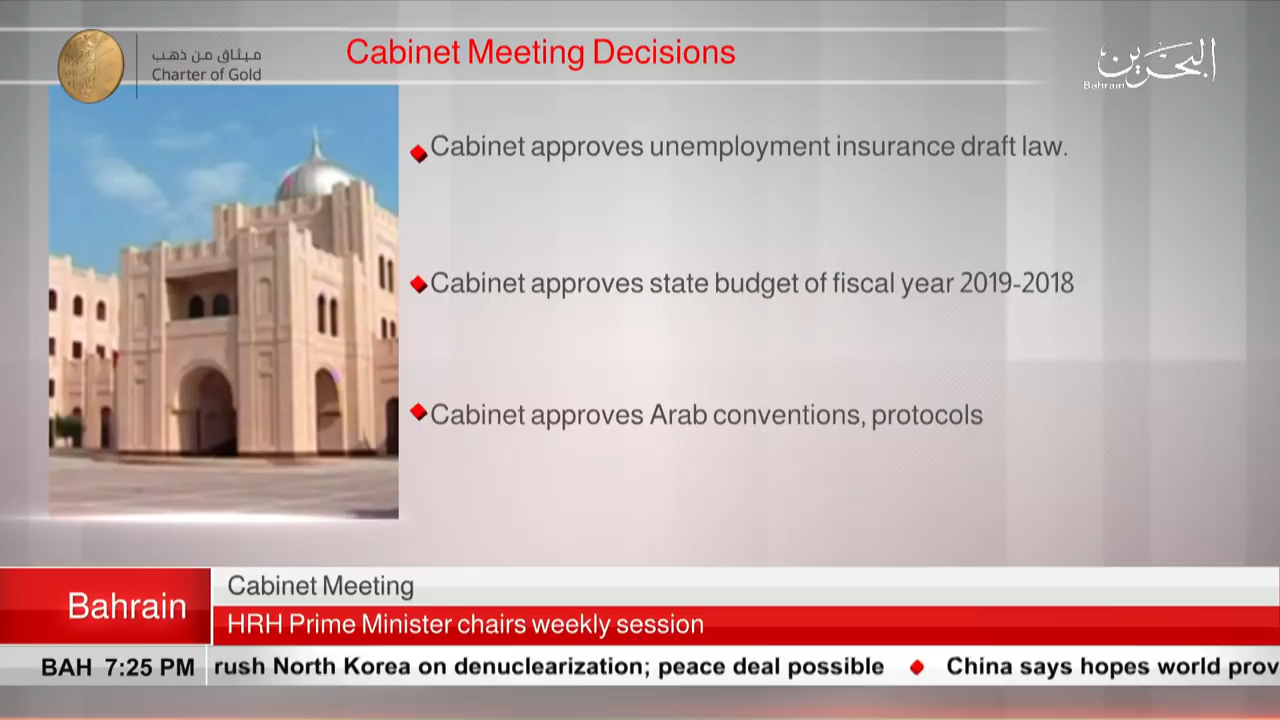 ميثاق من ذهب
Charter of Gold
Cabinet Meeting Decisions
البحرين
Bahrain
Cabinet approves unemployment insurance draft law.
Cabinet approves state budget of fiscal year 2019-2018
Cabinet approves Arab conventions, protocols
Bahrain
Cabinet Meeting
HRH Prime Minister chairs weekly session
BAH 7:25 PM
rush North Korea on denuclearization; peace deal possible
China says hopes world prov